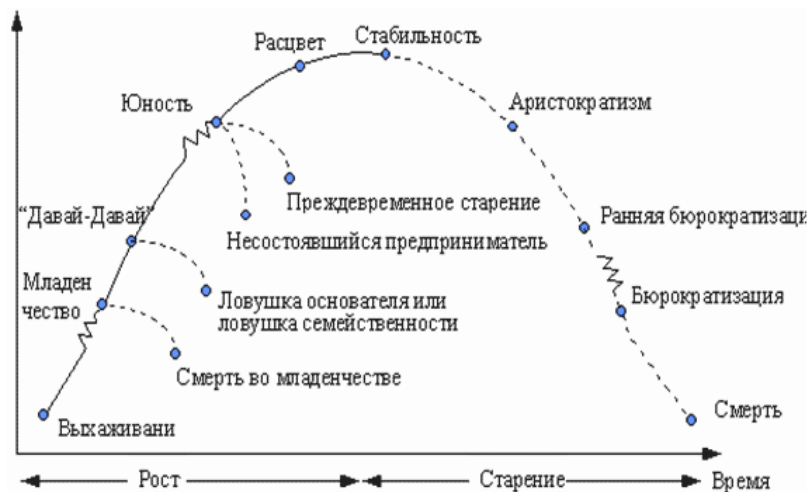 Расцвет
Стабильность
Юность
Аристократизм
Преждевременное старение
"Давай-Давай"
Несостоявшийся предприниматель
Ранняя бюрократизаци
Младен
чество
Ловушка основателя или
ловушка семейственности
Бюрократизация
Смерть во младенчестве
Выхаживани
Смерть
Рост
Старение
Время